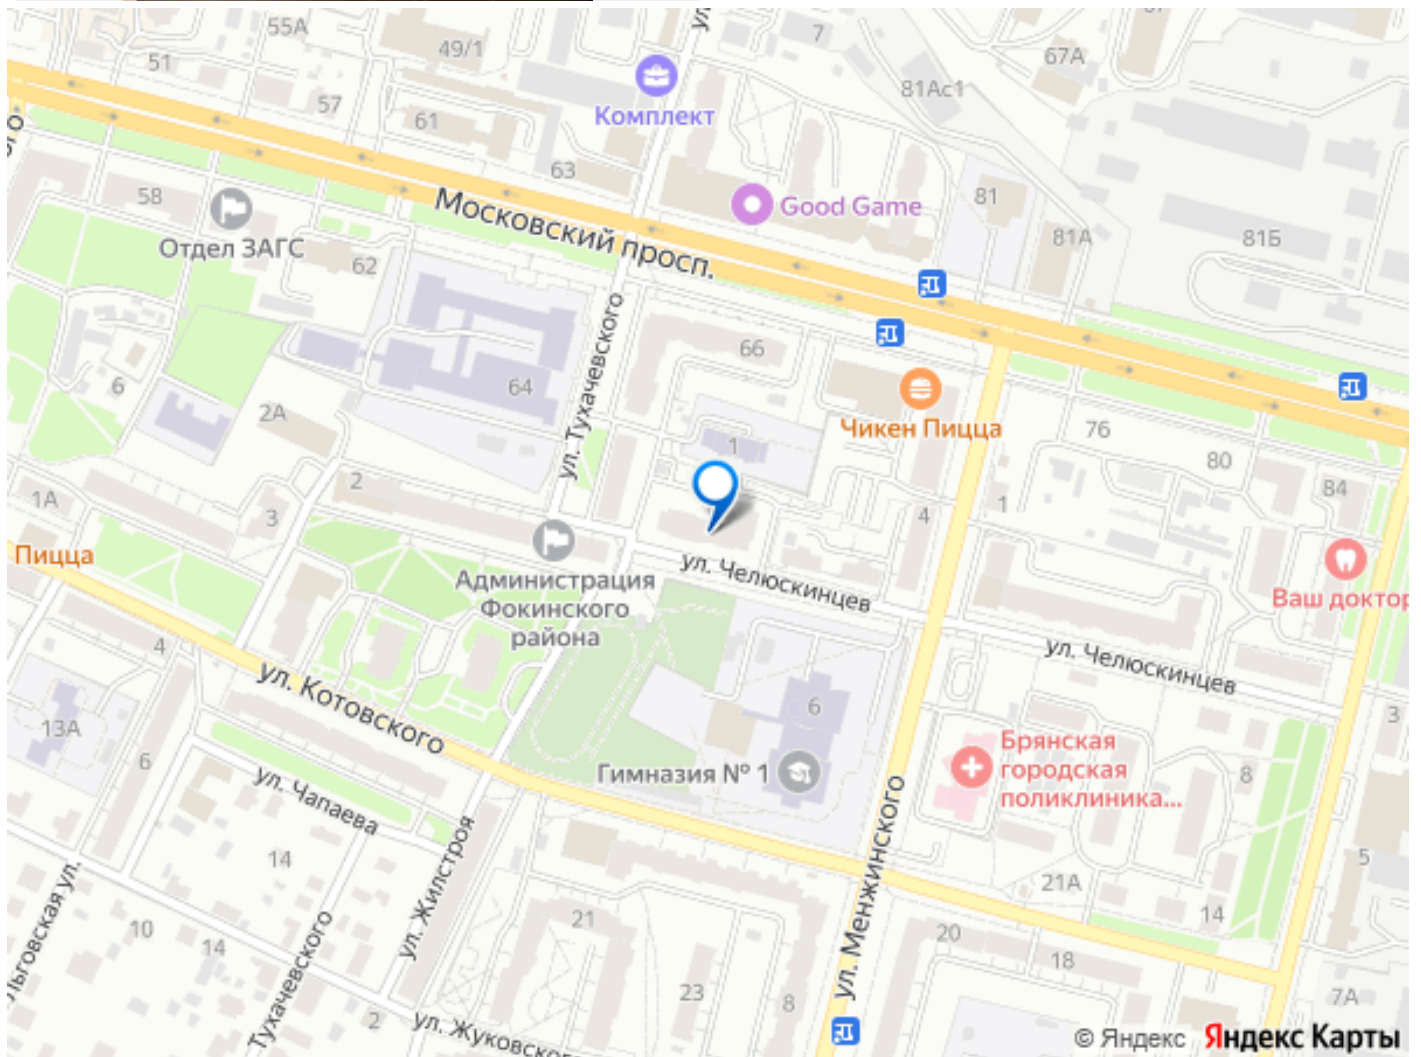 55А
49/1
7
67А
ул.
51
Комплект
81Ас1
57
61
63
58
Отдел ЗАГС
Московский просп.
Good Game
81
81А
81Б
62
ул. Тухачевского
66
6
64
2А
Чикен Пицца
76
1
80
84
1А
2
3
4
1
Пицца
Администрация
Фокинского
района
ул. Челюскинцев
Ваш доктор
4
ул. Котовского
ул. Челюскинцев
13А
6
6
3
Гимназия № 1
Брянская
городская
поликлиника...
8
ул. Чапаева
14
ул. Жилстроя
ул. Менжинского
5
21А
14
10
14
Тухачевского
21
20
18
23
8
7А
2
ул. Жуковско
© Яндекс Яндекс Карты